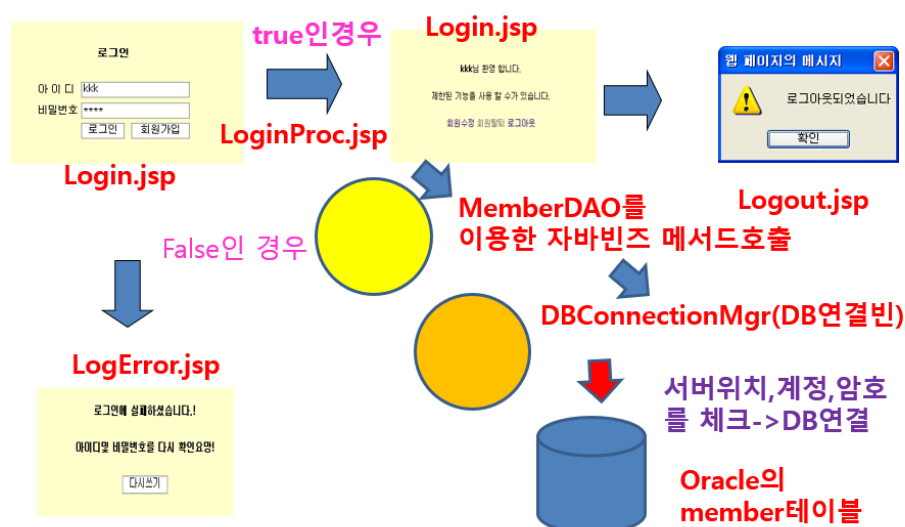 로그인
아 이 디 kkk
비밀번호 ****
로그인 회원가입
Login.jsp
true인경우
LoginProc.jsp
Login.jsp
kkk님 환영 합니다.
제한된 기능을 사용 할 수가 있습니다.
회원수정 회원탈퇴 로그아웃
웹 페이지의 메시지
로그아웃되었습니다
확인
Logout.jsp
False인 경우
MemberDAO를
이용한 자바빈즈 메서드호출
DBConnectionMgr(DB연결빈)
LogError.jsp
로그인에 실패하셨습니다.!
아이디및 비밀번호를 다시 확인요망!
다시쓰기
서버위치,계정,암호
를 체크->DB연결
Oracle의
member테이블